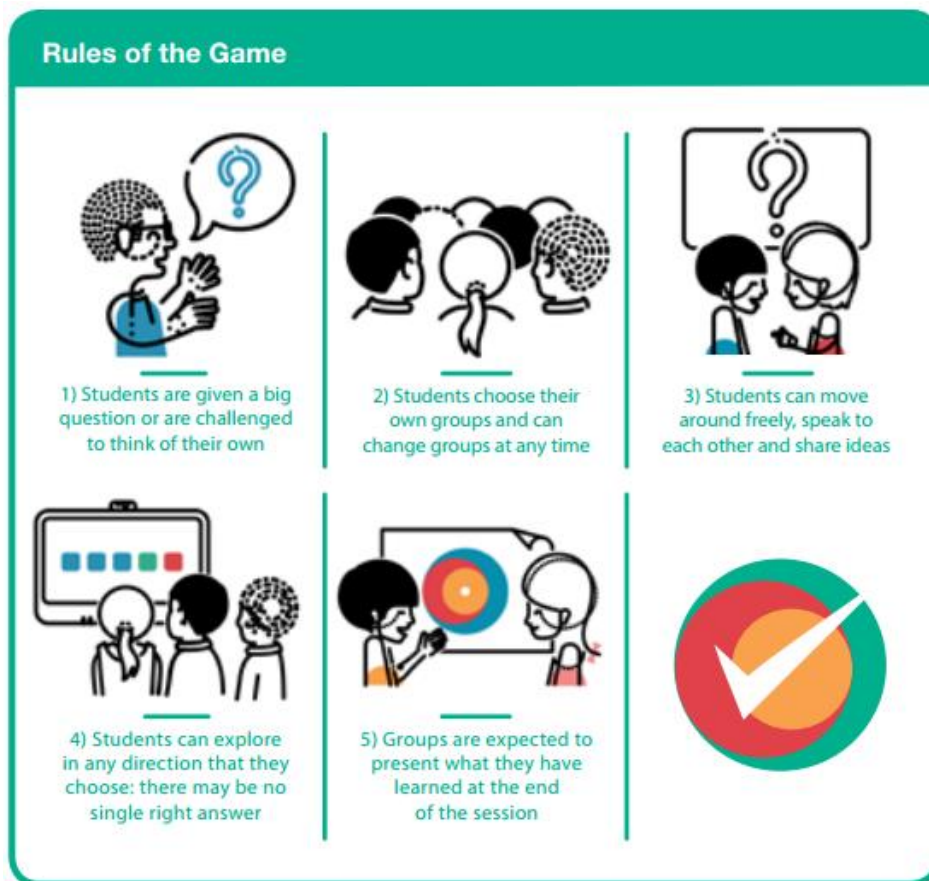 Rules of the Game
1) Students are given a big
question or are challenged
to think of their own
2) Students choose their
own groups and can
change groups at any time
3) Students can move
around freely, speak to
each other and share ideas
4) Students can explore
in any direction that they
choose: there may be no
single right answer
5) Groups are expected to
present what they have
learned at the end
of the session